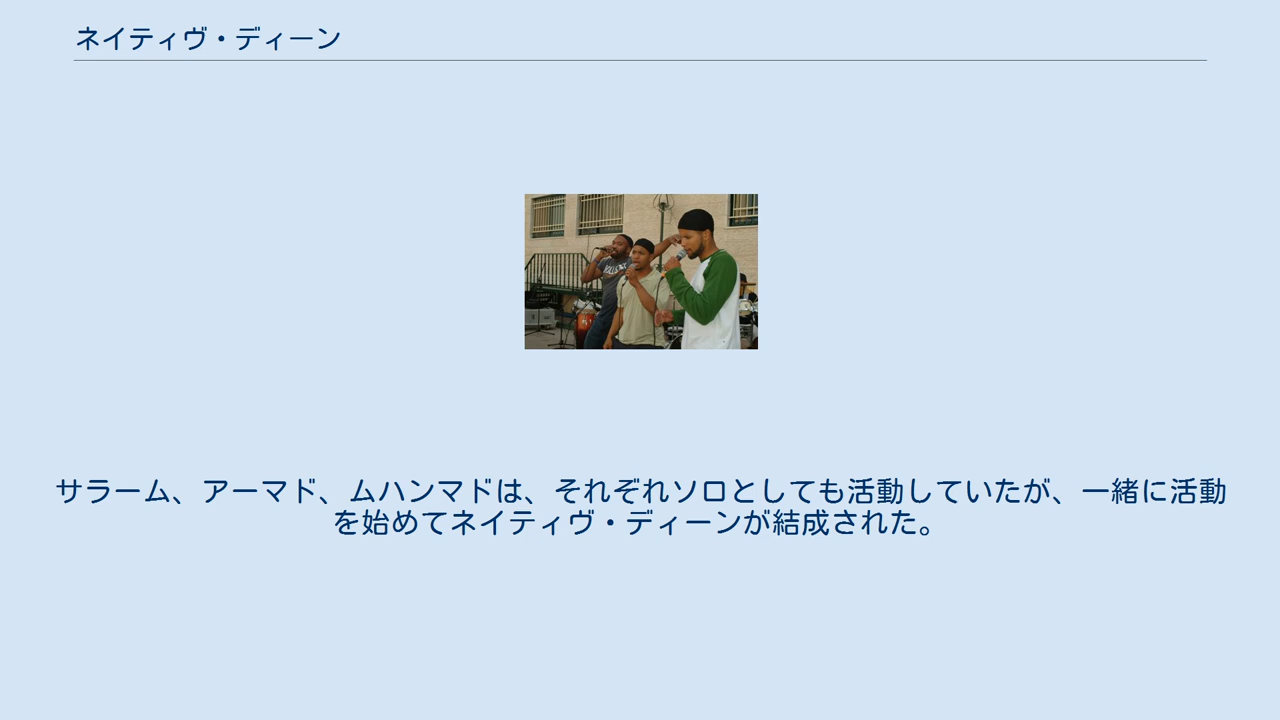 ネイティヴ・ディーン
サラーム、アーマド、ムハンマドは、それぞれソロとしても活動していたが、一緒に活動
を始めてネイティヴ・ディーンが結成された。